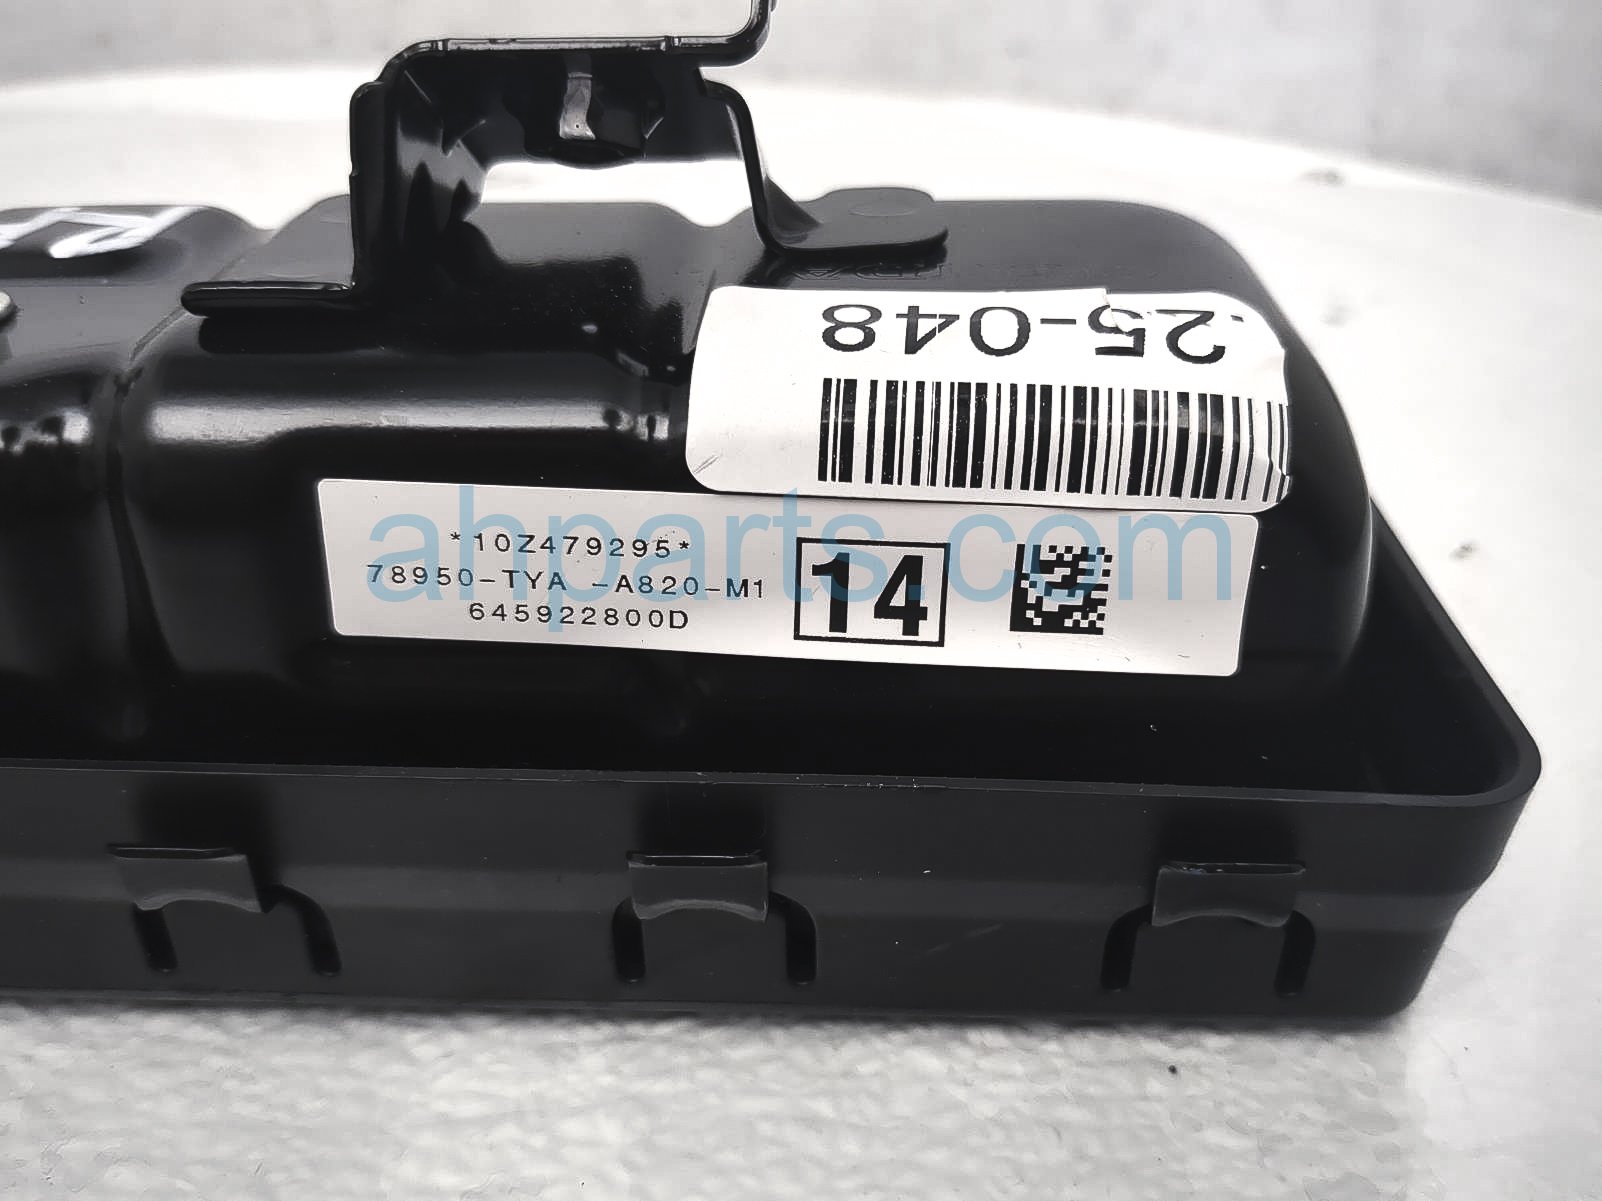 .25-048
*10Z479295*
78950-TYA -A820-M1
645922800D
14
ahparts.com